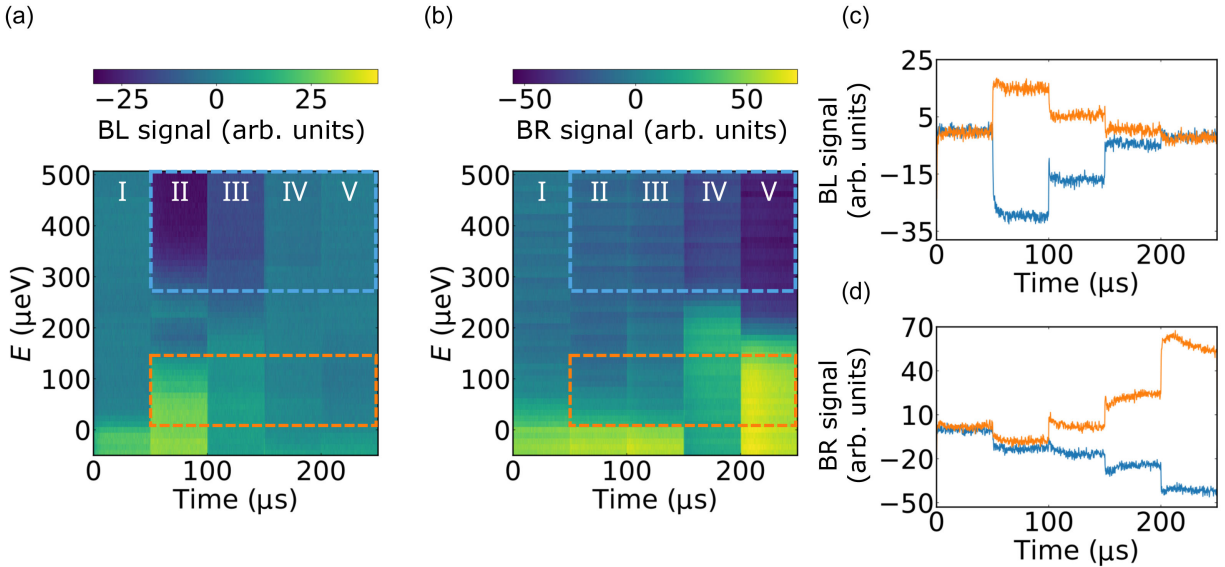 (a)
−25 0 25
BL signal (arb. units)
500
400
300
200
100
0
E (µeV)
I II III IV V
0 100 200
Time (µs)
(b)
−50 0 50
BR signal (arb. units)
500
400
300
200
100
0
E (µeV)
I II III IV V
0 100 200
Time (µs)
(c)
25
5
−15
−35
BL signal
(arb. units)
0 100 200
Time (µs)
(d)
70
40
10
−20
−50
BR signal
(arb. units)
0 100 200
Time (µs)